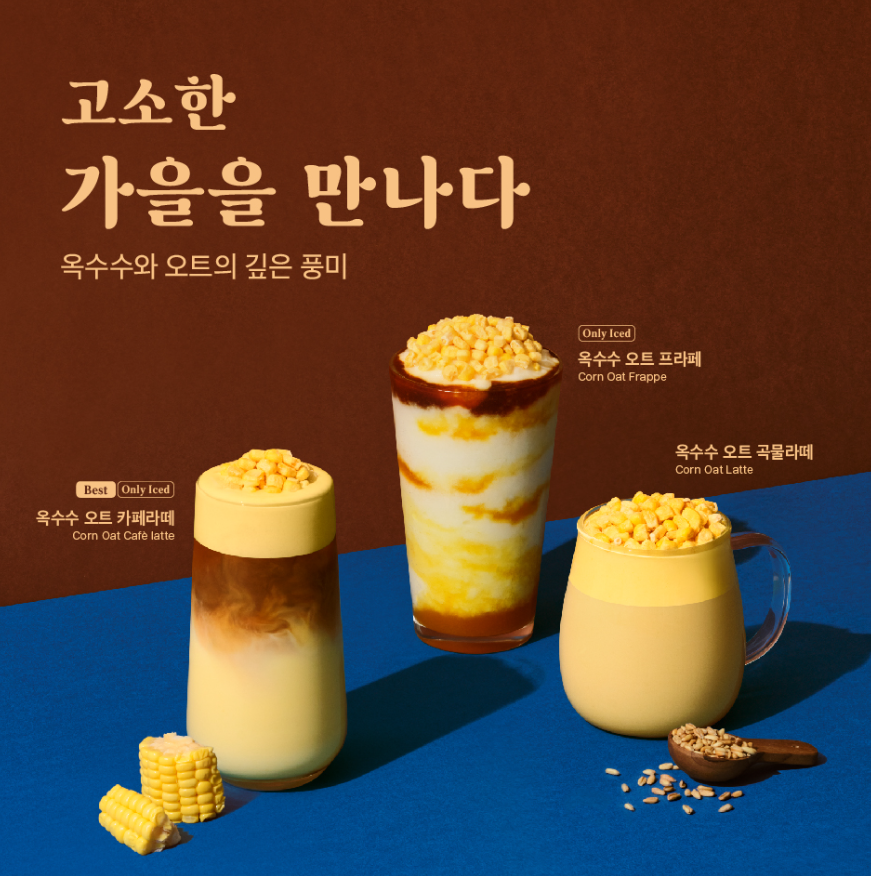 고소한
가을을 만나다
옥수수와 오트의 깊은 풍미
Only Iced
옥수수 오트 프라페
Corn Oat Frappe
옥수수 오트 곡물라떼
Corn Oat Latte
Best Only Iced
옥수수 오트 카페라떼
Corn Oat Cafè latte